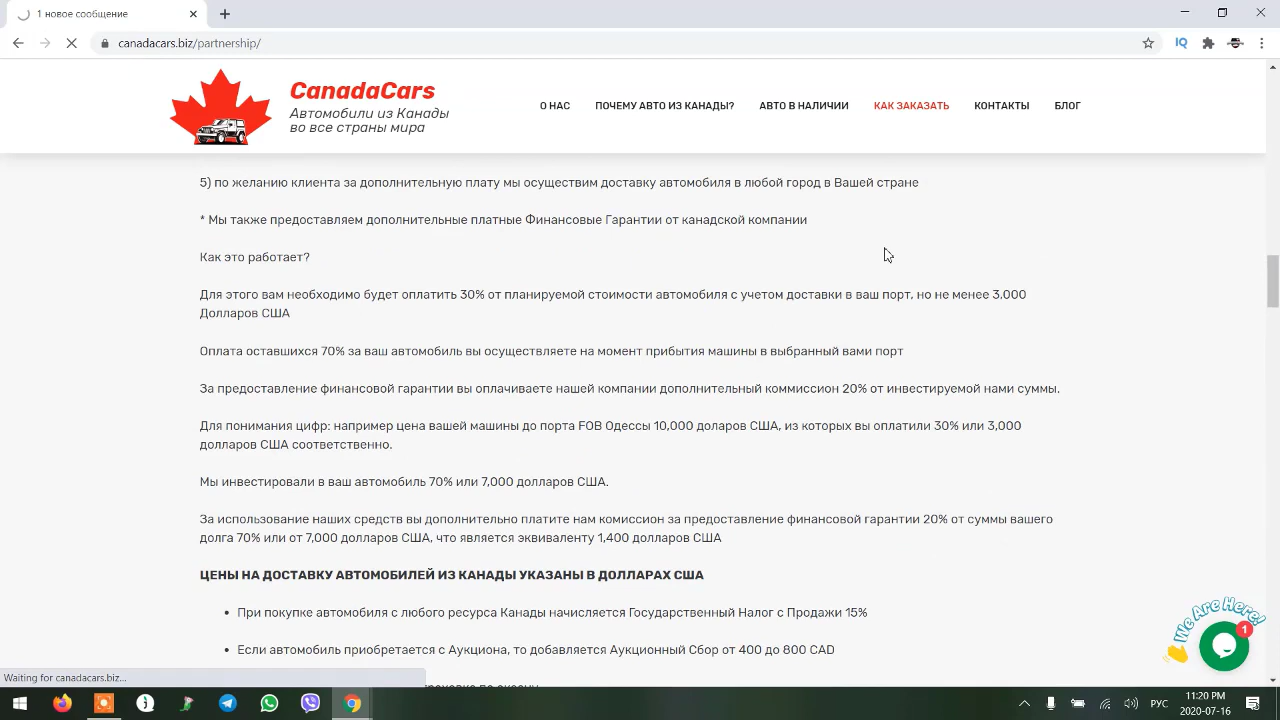 1 новое сообщение
canadacars.biz/partnership/
IQ
CanadaCars
Автомобили из Канады
во все страны мира
О НАС
ПОЧЕМУ АВТО ИЗ КАНАДЫ?
АВТО В НАЛИЧИИ
КАК ЗАКАЗАТЬ
КОНТАКТЫ
БЛОГ
5) по желанию клиента за дополнительную плату мы осуществим доставку автомобиля в любой город в Вашей стране
* Мы также предоставляем дополнительные платные Финансовые Гарантии от канадской компании
Как это работает?
Для этого вам необходимо будет оплатить 30% от планируемой стоимости автомобиля с учетом доставки в ваш порт, но не менее 3.000
Долларов США
Оплата оставшихся 70% за ваш автомобиль вы осуществляете на момент прибытия машины в выбранный вами порт
За предоставление финансовой гарантии вы оплачиваете нашей компании дополнительный коммиссион 20% от инвестируемой нами суммы.
Для понимания цифр: например цена вашей машины до порта FOB Одессы 10,000 доларов США, из которых вы оплатили 30% или 3,000
долларов США соответственно.
Мы инвестировали в ваш автомобиль 70% или 7,000 долларов США.
За использование наших средств вы дополнительно платите нам комиссион за предоставление финансовой гарантии 20% от суммы вашего
долга 70% или от 7,000 долларов США, что является эквиваленту 1,400 долларов США
ЦЕНЫ НА ДОСТАВКУ АВТОМОБИЛЕЙ ИЗ КАНАДЫ УКАЗАНЫ В ДОЛЛАРАХ США
• При покупке автомобиля с любого ресурса Канады начисляется Государственный Налог с Продажи 15%
• Если автомобиль приобретается с Аукциона, то добавляется Аукционный Сбор от 400 до 800 CAD
We Are Here!
1
Waiting for canadacars.biz...
РУС
11:20 PM
2020-07-16